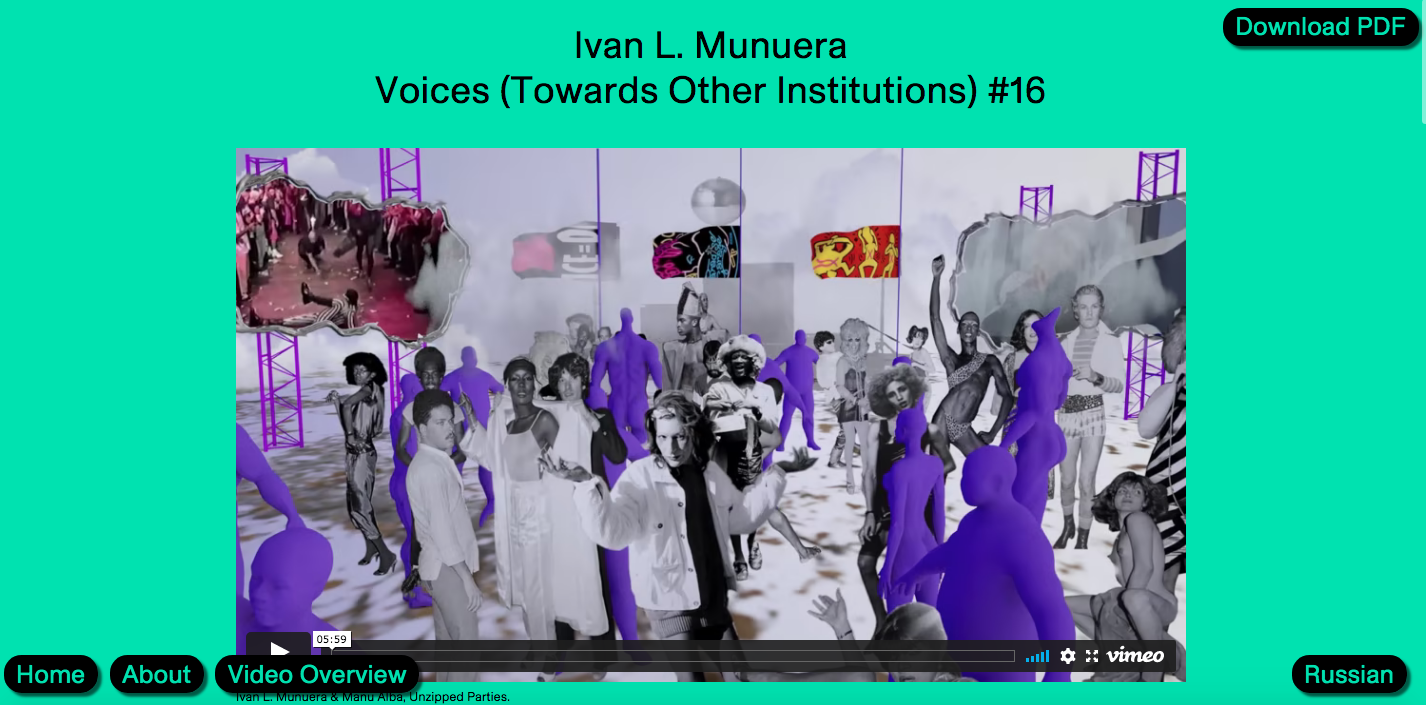 Download PDF
Ivan L. Munuera
Voices (Towards Other Institutions) #16
05:59
vimeo
Home
About
Video Overview
Russian
Ivan L. Munuera & Manu Alba, Unzipped Parties.